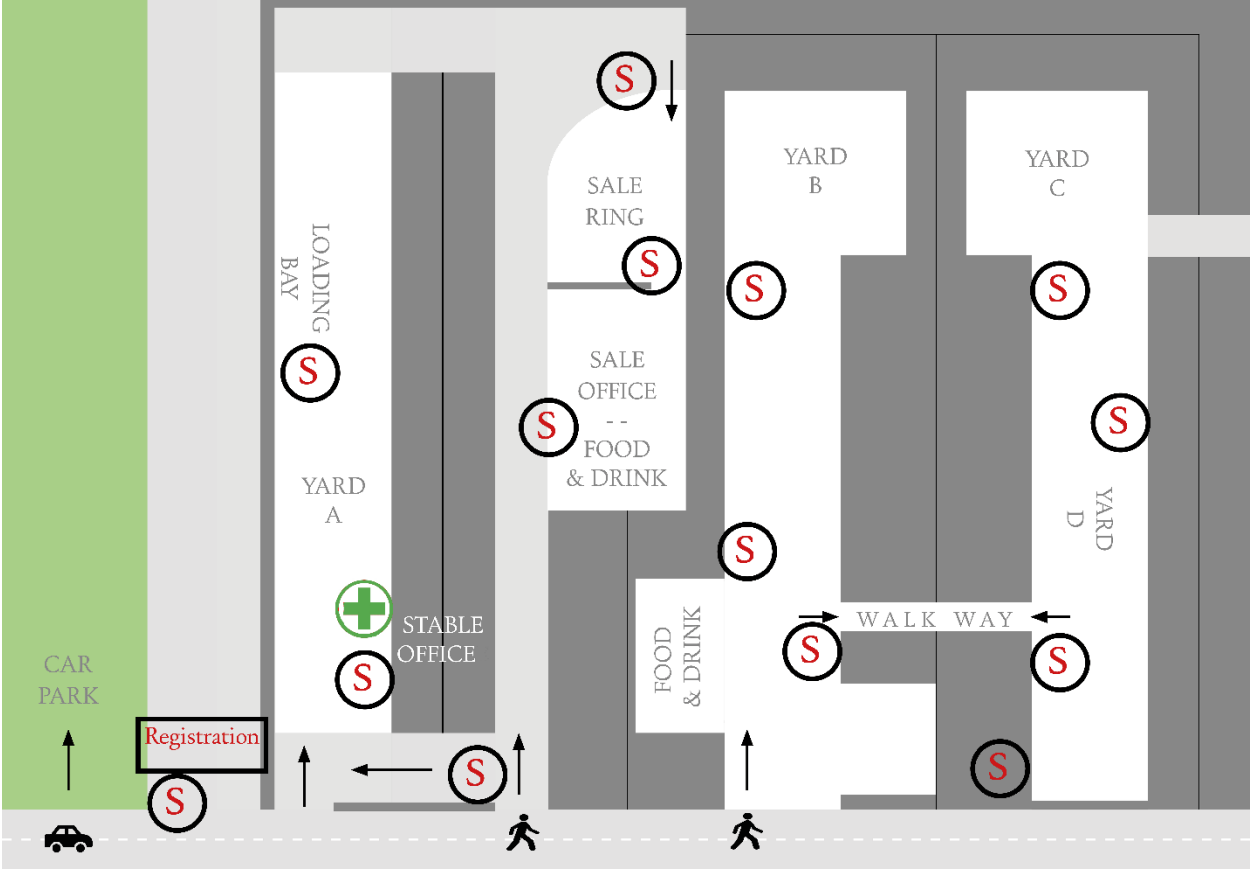 S
SALE
RING
S
YARD
B
YARD
C
LOADING
BAY
S
S
S
SALE
OFFICE
- -
FOOD
& DRINK
S
S
YARD
A
YARD
D
S
STABLE
OFFICE
S
FOOD
& DRINK
WALK WAY
S
S
CAR
PARK
Registration
S
S
S